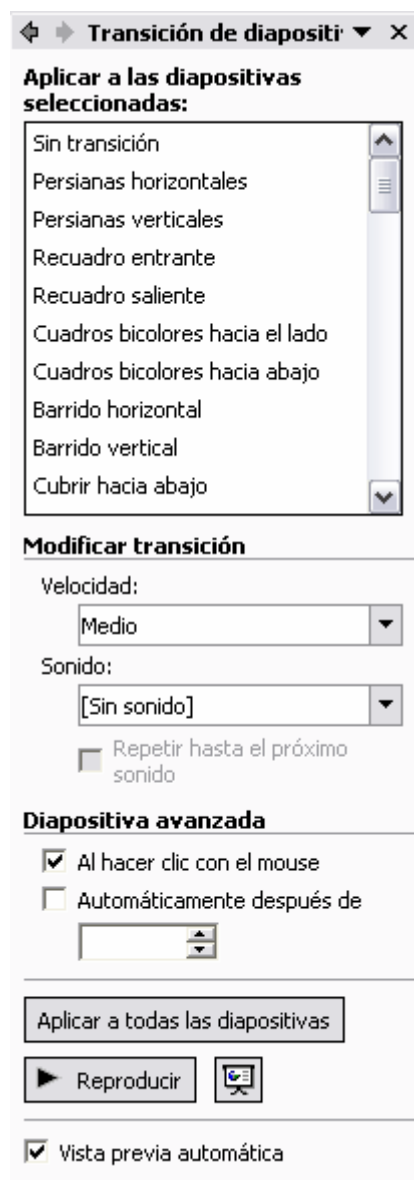 Transición de diapositi
Aplicar a las diapositivas
seleccionadas:
Sin transición
Persianas horizontales
Persianas verticales
Recuadro entrante
Recuadro saliente
Cuadros bicolores hacia el lado
Cuadros bicolores hacia abajo
Barrido horizontal
Barrido vertical
Cubrir hacia abajo
Modificar transición
Velocidad:
Medio
Sonido:
[Sin sonido]
Repetir hasta el próximo
sonido
Diapositiva avanzada
Al hacer clic con el mouse
Automáticamente después de
Aplicar a todas las diapositivas
Reproducir
Vista previa automática